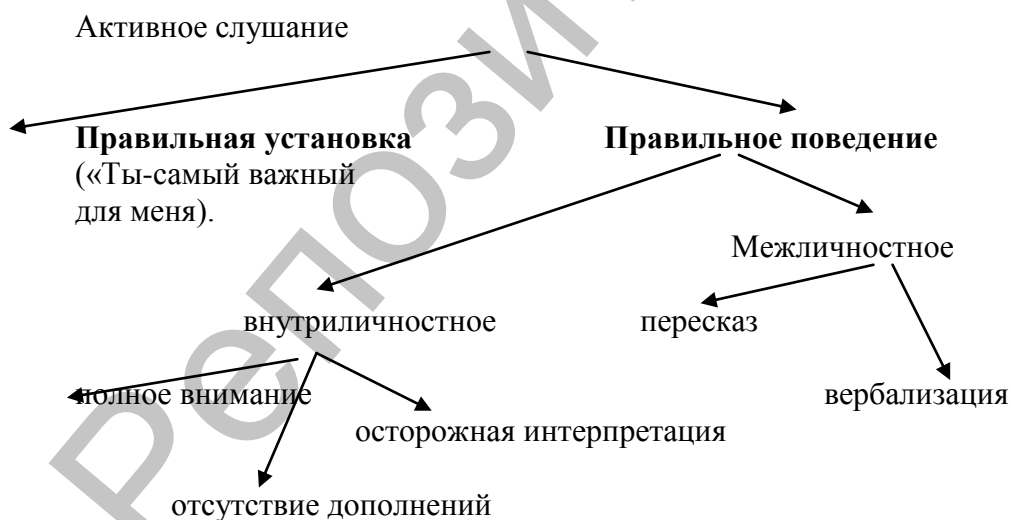 Активное слушание
Правильная установка Правильное поведение
(«Ты-самый важный
для меня).
Межличностное
внутриличностное пересказ
полное внимание вербализация
осторожная интерпретация
отсутствие дополнений